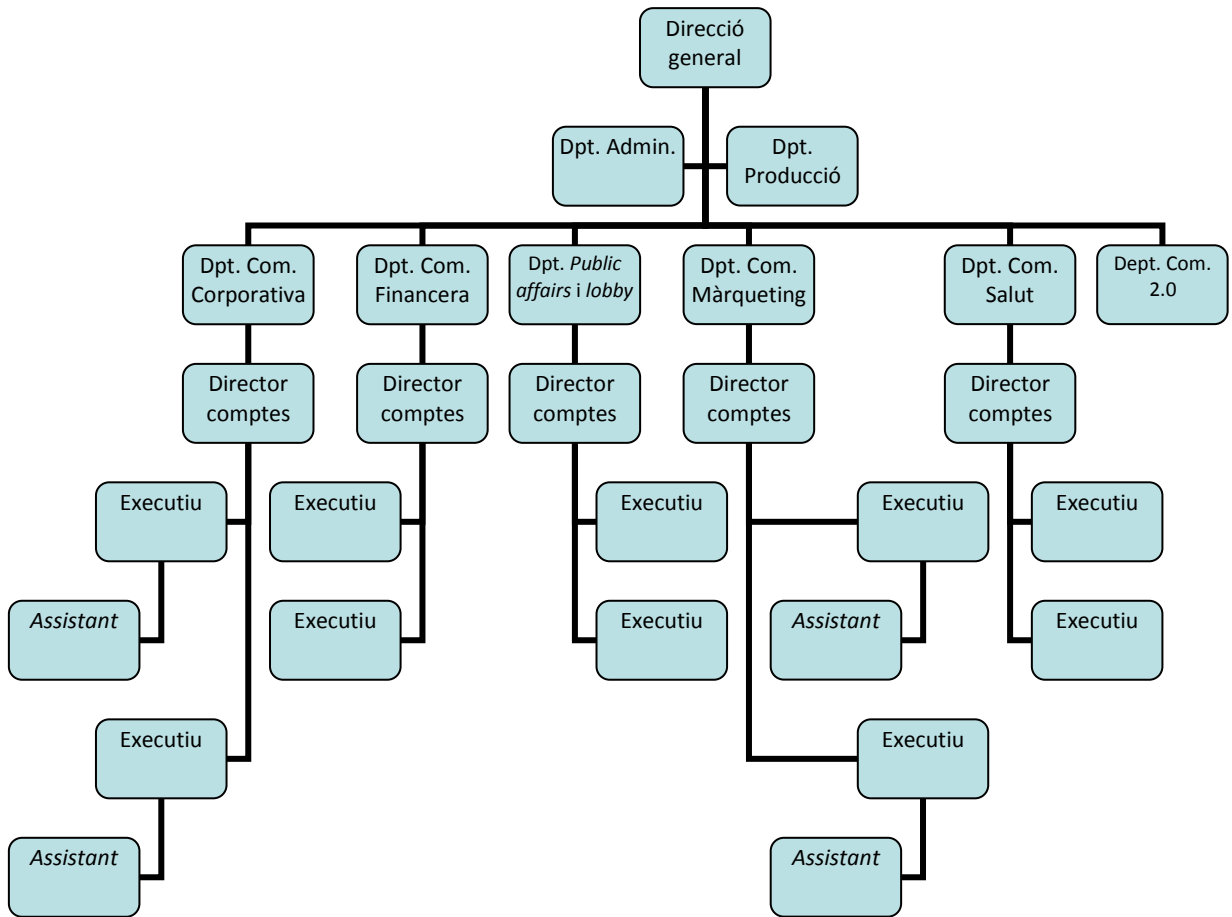 Direcció
general
Dpt. Admin.
Dpt.
Producció
Dpt. Com.
Corporativa
Dpt. Com.
Financera
Dpt. Public
affairs i lobby
Dpt. Com.
Màrqueting
Dpt. Com.
Salut
Dept. Com.
2.0
Director
comptes
Director
comptes
Director
comptes
Director
comptes
Director
comptes
Executiu
Executiu
Executiu
Executiu
Executiu
Assistant
Executiu
Executiu
Assistant
Executiu
Executiu
Executiu
Assistant
Assistant